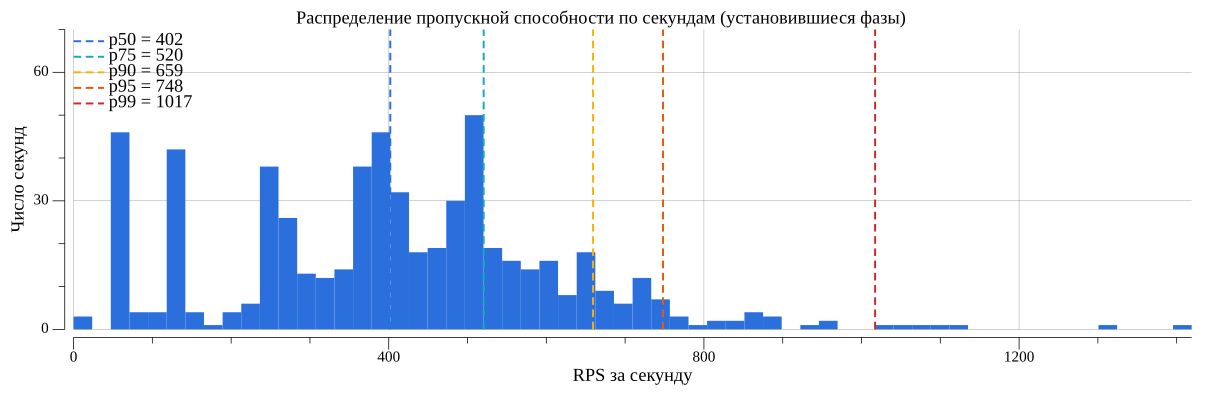 Распределение пропускной способности по секундам (установившиеся фазы)
p50 = 402
p75 = 520
p90 = 659
p95 = 748
p99 = 1017
Число секунд
60
30
0
0 400 800 1200
RPS за секунду